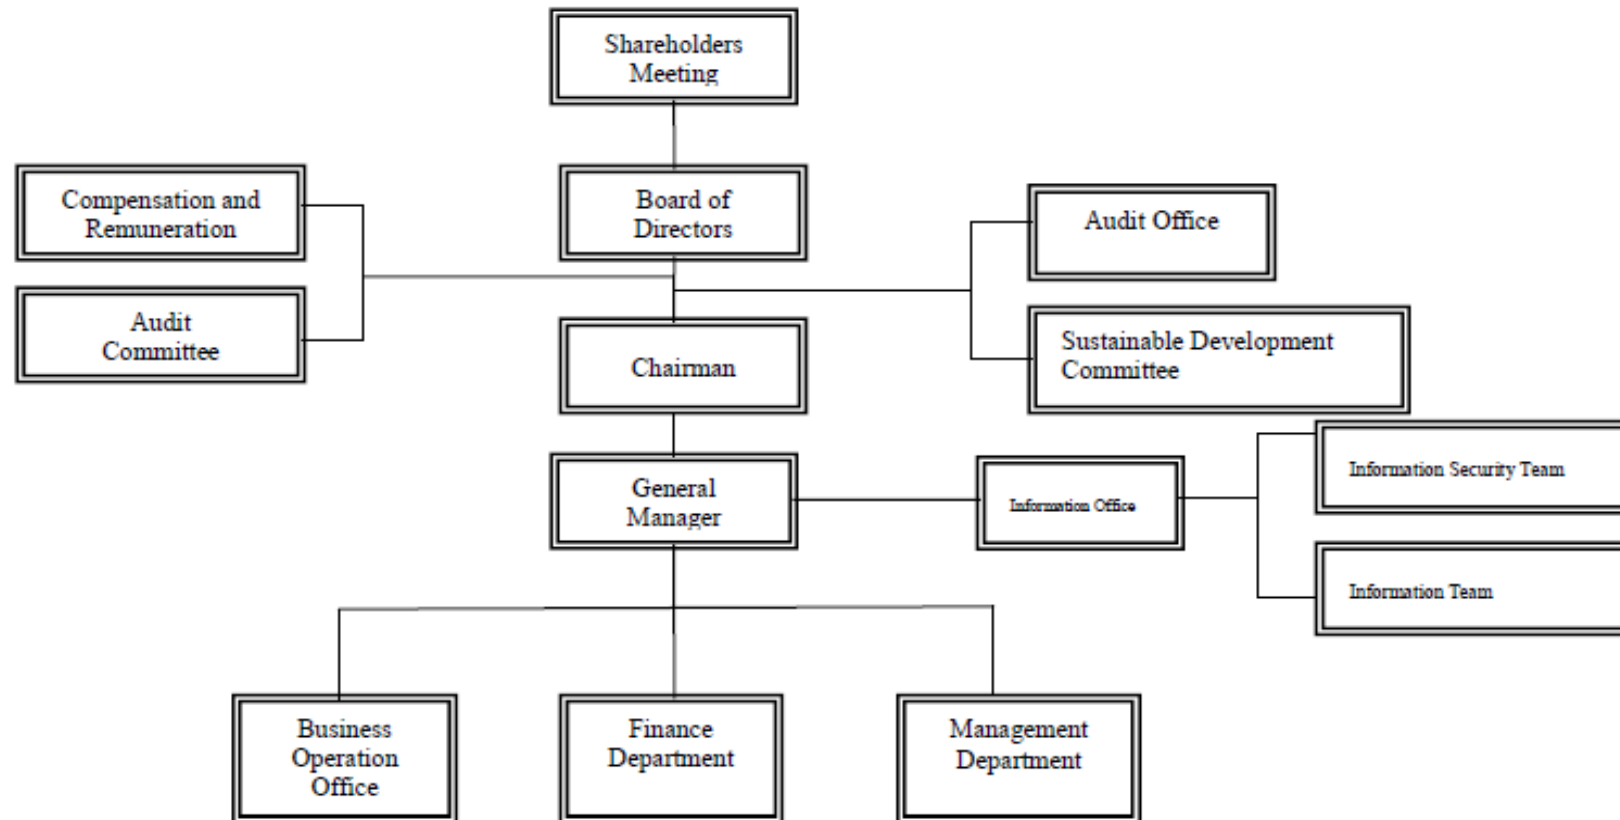 Shareholders
Meeting
Compensation and
Remuneration
Board of
Directors
Audit Office
Audit
Committee
Chairman
Sustainable Development
Committee
General
Manager
Information Office
Information Security Team
Information Team
Business
Operation
Office
Finance
Department
Management
Department